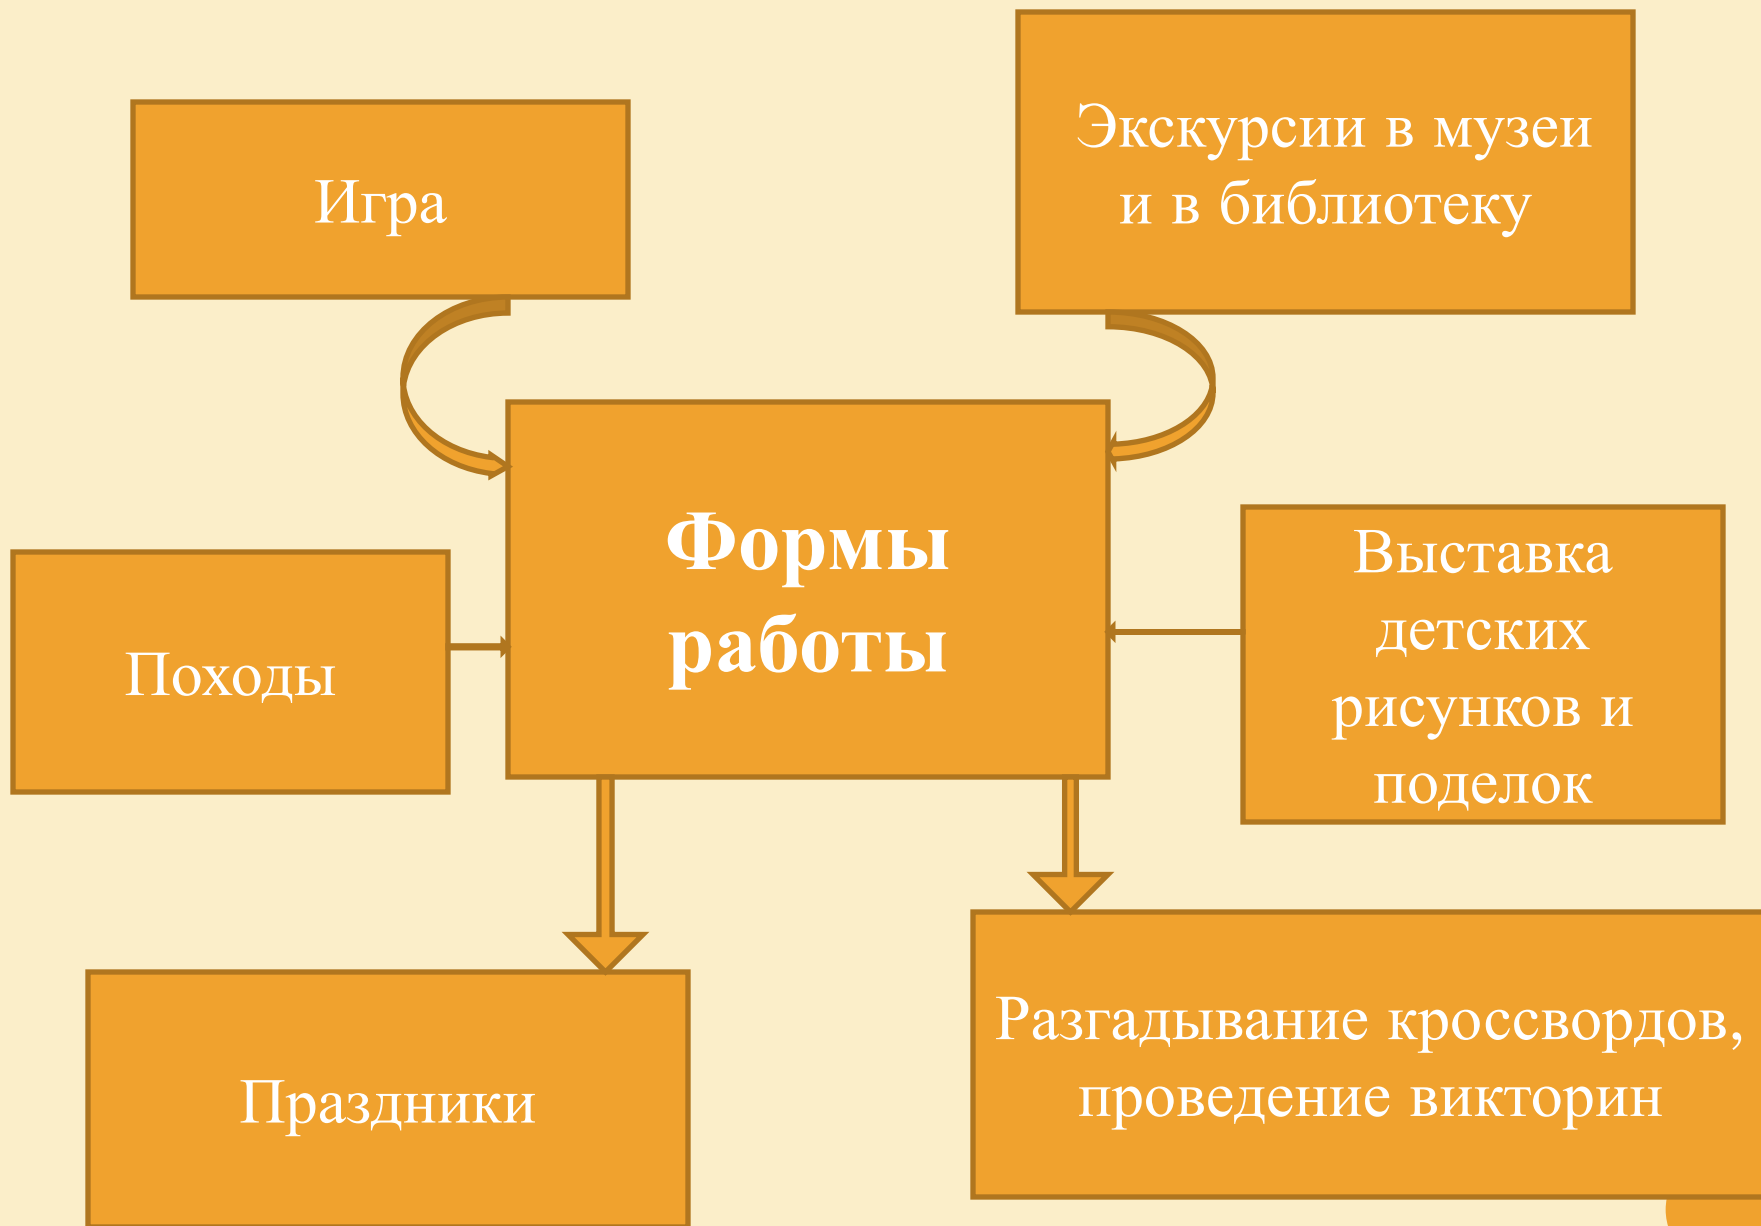 Игра
Экскурсии в музеи
и в библиотеку
Формы
работы
Походы
Выставка
детских
рисунков и
поделок
Праздники
Разгадывание кроссвордов,
проведение викторин